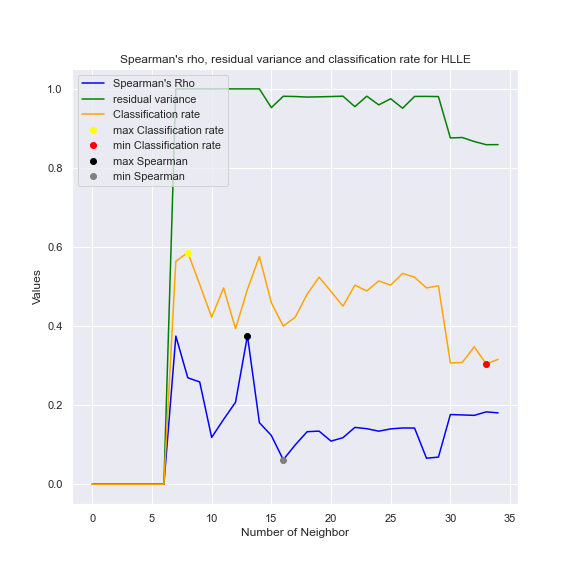 Spearman's rho, residual variance and classification rate for HLLE
Spearman's Rho
residual variance
Classification rate
max Classification rate
min Classification rate
max Spearman
min Spearman
1.0
0.8
0.6
0.4
0.2
0.0
Values
0 5 10 15 20 25 30 35
Number of Neighbor